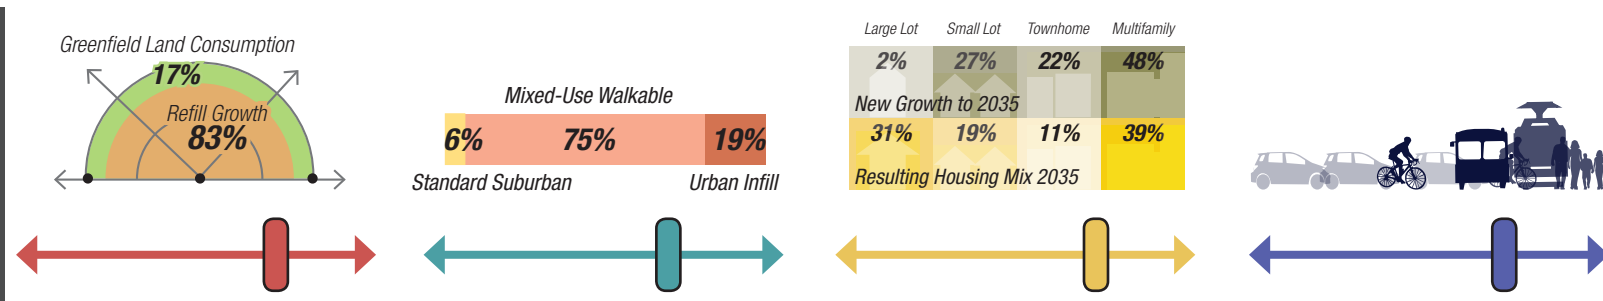 Greenfield Land Consumption
17%
Refill Growth
83%
Mixed-Use Walkable
6% 75% 19%
Standard Suburban Urban Infill
Large Lot Small Lot Townhome Multifamily
2% 27% 22% 48%
New Growth to 2035
31% 19% 11% 39%
Resulting Housing Mix 2035